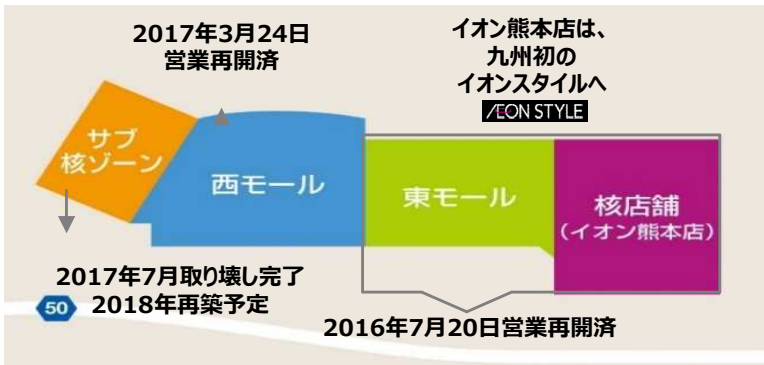 2017年3月24日
営業再開済
イオン熊本店は、
九州初の
イオンスタイルへ
ÆON STYLE
サブ
核ゾーン
西モール
東モール
核店舗
(イオン熊本店)
2017年7月取り壊し完了
2018年再築予定
50
2016年7月20日営業再開済